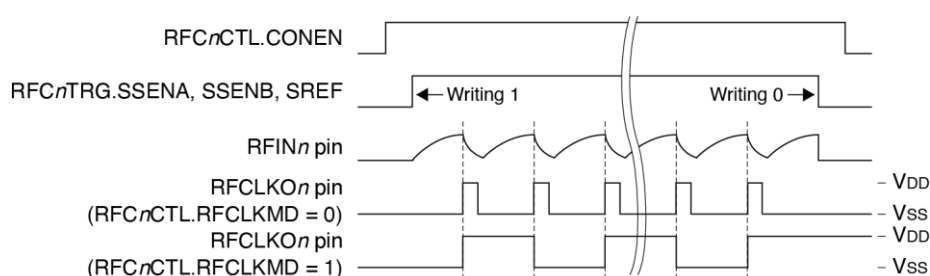 RFCnCTL.CONEN
RFCnTRG.SSENA, SSENB, SREF
Writing 1
Writing 0
RFINn pin
RFCLKOn pin
(RFCnCTL.RFCLKMD = 0)
VDD
VSS
RFCLKOn pin
(RFCnCTL.RFCLKMD = 1)
VDD
VSS